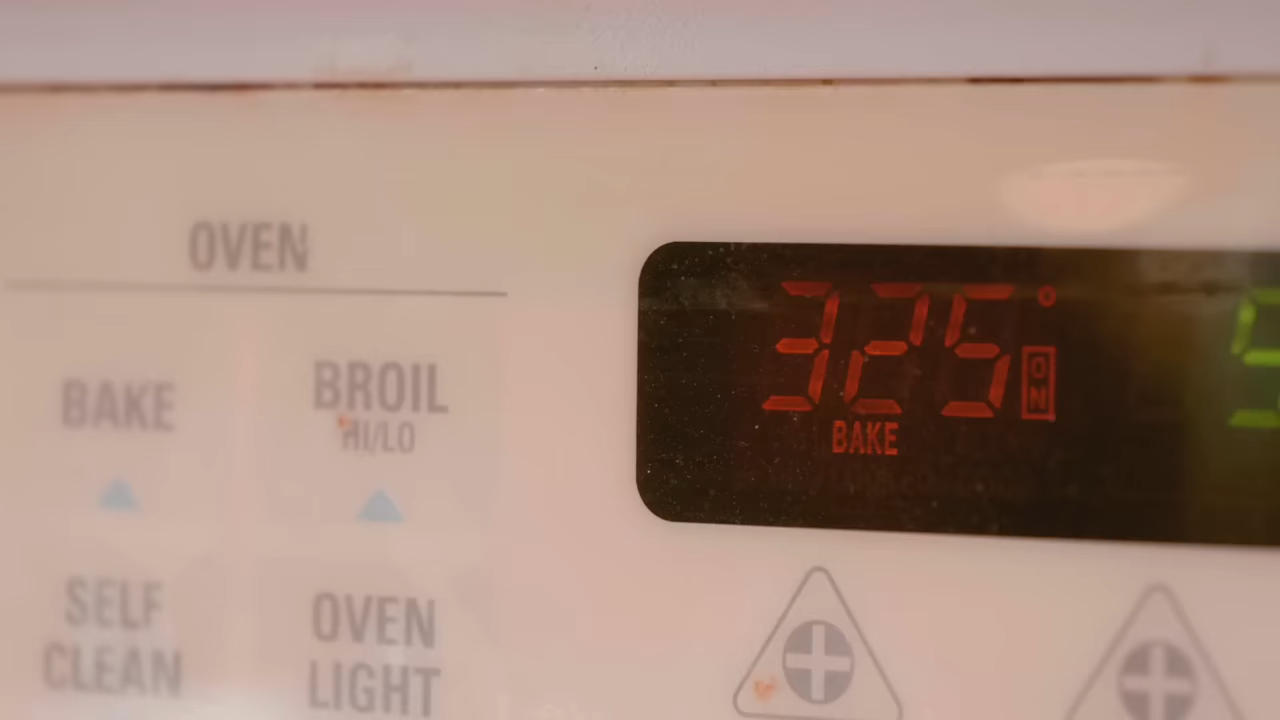 OVEN
BAKE
BROIL
HI/LO
325°
ON
BAKE
SELF
CLEAN
OVEN
LIGHT